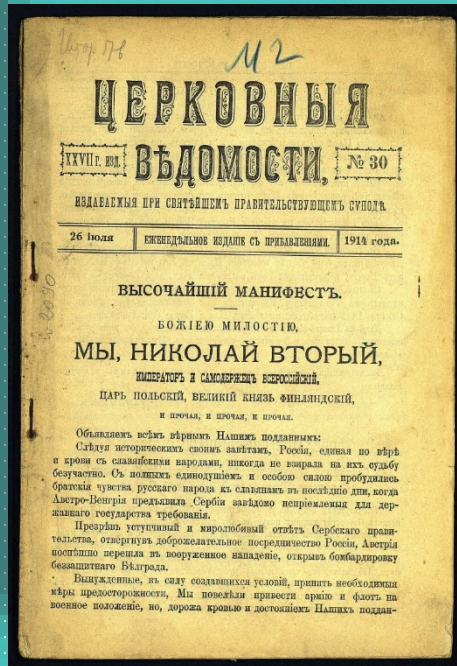 М2
ЦЕРКОВНЫЯ
XXVII г. изд.
ВѢДОМОСТИ,
№ 30
ИЗДАВАЕМЫЯ ПРИ СВЯТѢЙШЕМЪ ПРАВИТЕЛЬСТВУЮЩЕМЪ СѴНОДѢ.
26 іюля
ЕЖЕНЕДѢЛЬНОЕ ИЗДАНІЕ СЪ ПРИБАВЛЕНІЯМИ.
1914 года.
ВЫСОЧАЙШІЙ МАНИФЕСТЪ.
БОЖІЕЮ МИЛОСТІЮ,
МЫ, НИКОЛАЙ ВТОРЫЙ,
ИМПЕРАТОРЪ И САМОДЕРЖЕЦЪ ВСЕРОССІЙСКІЙ,
ЦАРЬ ПОЛЬСКІЙ, ВЕЛИКІЙ КНЯЗЬ ФИНЛЯНДСКІЙ,
И ПРОЧАЯ, И ПРОЧАЯ, И ПРОЧАЯ.
Объявляемъ всѣмъ вѣрнымъ Нашимъ подданнымъ:
Слѣдуя историческимъ своимъ завѣтамъ, Россія, единая по вѣрѣ
и крови съ славянскими народами, никогда не взирала на ихъ судьбу
безучастно. Съ полнымъ единодушіемъ и особою силою пробудились
братскія чувства русскаго народа къ славянамъ въ послѣдніе дни, когда
Австро-Венгрія предъявила Сербіи завѣдомо непріемлемыя для дер-
жавнаго государства требованія.
Презрѣвъ уступчивый и миролюбивый отвѣтъ Сербскаго прави-
тельства, отвергнувъ доброжелательное посредничество Россіи, Австрія
поспѣшно перешла въ вооруженное нападеніе, открывъ бомбардировку
беззащитнаго Бѣлграда.
Вынужденные, въ силу создавшихся условій, принять необходимыя
мѣры предосторожности, Мы повелѣли привести армію и флотъ на
военное положеніе, но, дорожа кровью и достояніемъ Нашихъ поддан-